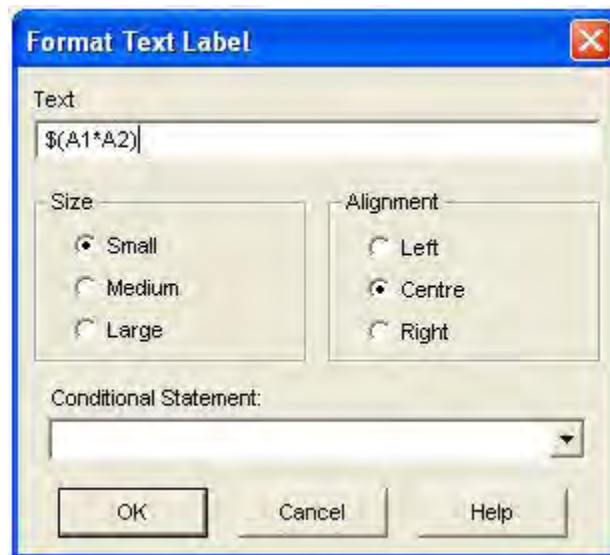 Format Text Label
Text
$(A1*A2)
Size
Small
Medium
Large
Alignment
Left
Centre
Right
Conditional Statement:
OK
Cancel
Help